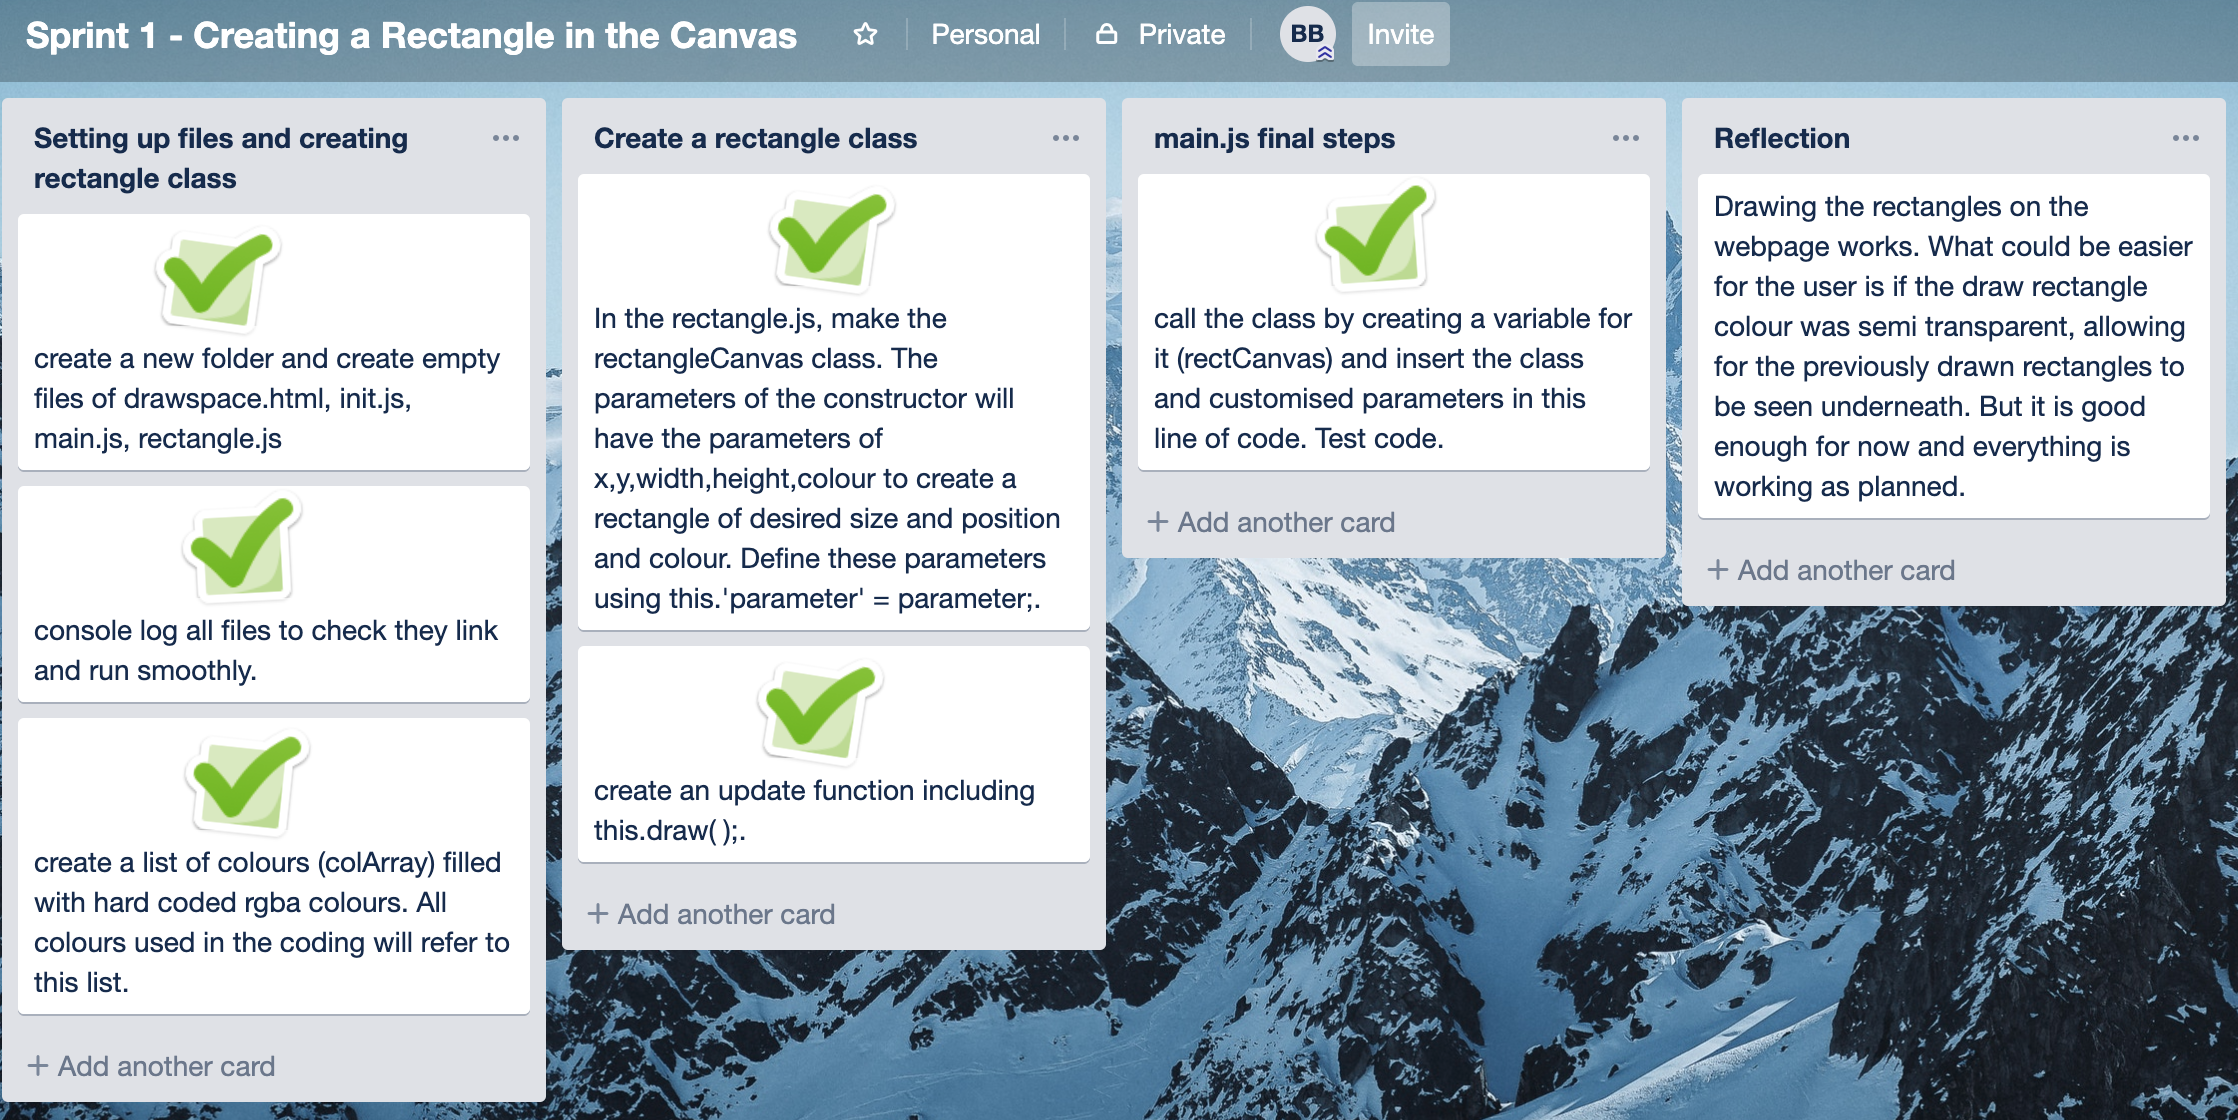 Sprint 1 - Creating a Rectangle in the Canvas
Personal
Private
BB
Invite
Setting up files and creating
rectangle class
create a new folder and create empty
files of drawspace.html, init.js,
main.js, rectangle.js
console log all files to check they link
and run smoothly.
create a list of colours (colArray) filled
with hard coded rgba colours. All
colours used in the coding will refer to
this list.
+ Add another card
Create a rectangle class
In the rectangle.js, make the
rectangleCanvas class. The
parameters of the constructor will
have the parameters of
x,y,width,height,colour to create a
rectangle of desired size and position
and colour. Define these parameters
using this.'parameter' = parameter;.
create an update function including
this.draw( );.
+ Add another card
main.js final steps
call the class by creating a variable for
it (rectCanvas) and insert the class
and customised parameters in this
line of code. Test code.
+ Add another card
Reflection
Drawing the rectangles on the
webpage works. What could be easier
for the user is if the draw rectangle
colour was semi transparent, allowing
for the previously drawn rectangles to
be seen underneath. But it is good
enough for now and everything is
working as planned.
+ Add another card